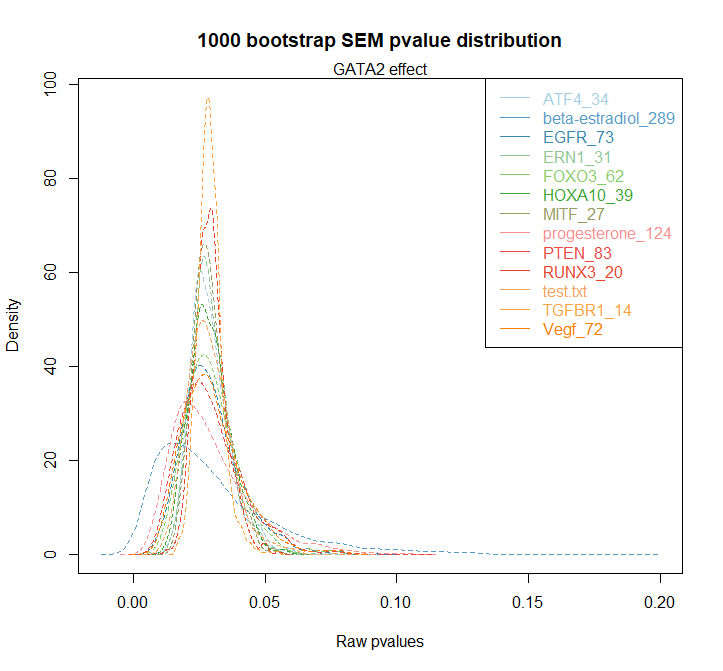 1000 bootstrap SEM pvalue distribution
GATA2 effect
ATF4_34
beta-estradiol_289
EGFR_73
ERN1_31
FOXO3_62
HOXA10_39
MITF_27
progesterone_124
PTEN_83
RUNX3_20
test.txt
TGFBR1_14
Vegf_72
Density
100
80
60
40
20
0
0.00 0.05 0.10 0.15 0.20
Raw pvalues